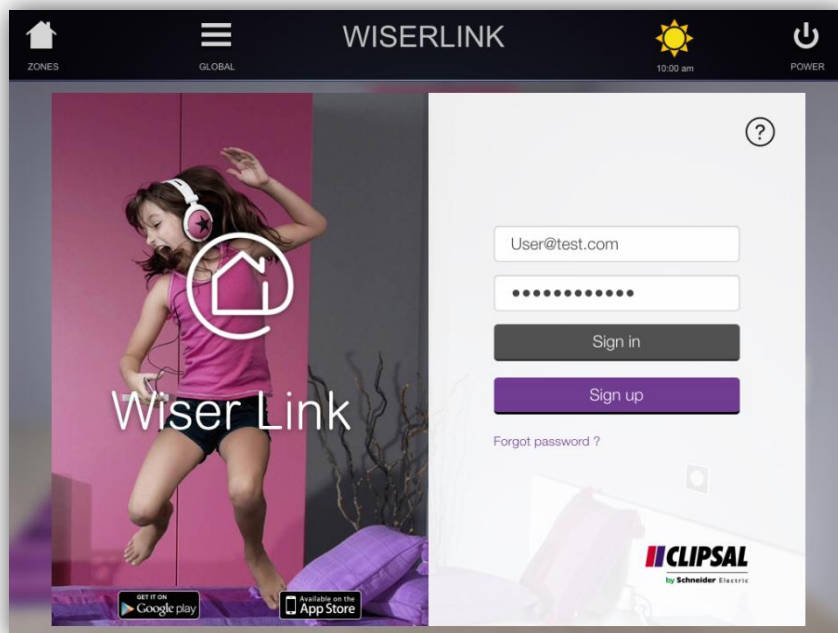 WISERLINK
ZONES
GLOBAL
10:00 am
POWER
?
User@test.com
••••••••••••
Sign in
Sign up
Forgot password ?
Wiser Link
CLIPSAL
by Schneider Electric
GET IT ON
Google play
Available on the
App Store